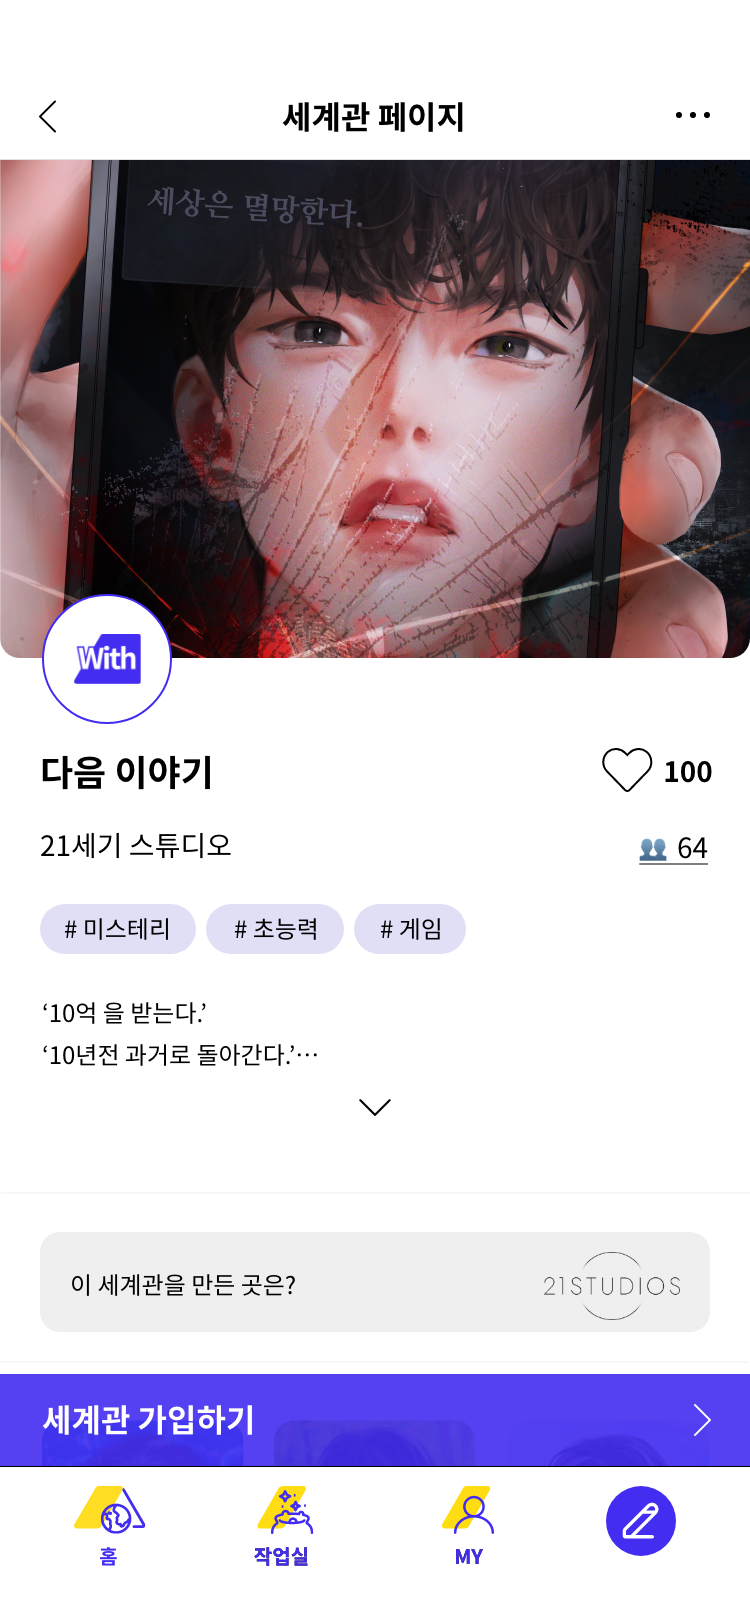 세계관 페이지
세상은 멸망한다.
With
다음 이야기
100
21세기 스튜디오
64
# 미스테리
# 초능력
# 게임
‘10억 을 받는다.’
‘10년전 과거로 돌아간다.’…
이 세계관을 만든 곳은?
21STUDIOS
세계관 가입하기
홈
작업실
MY